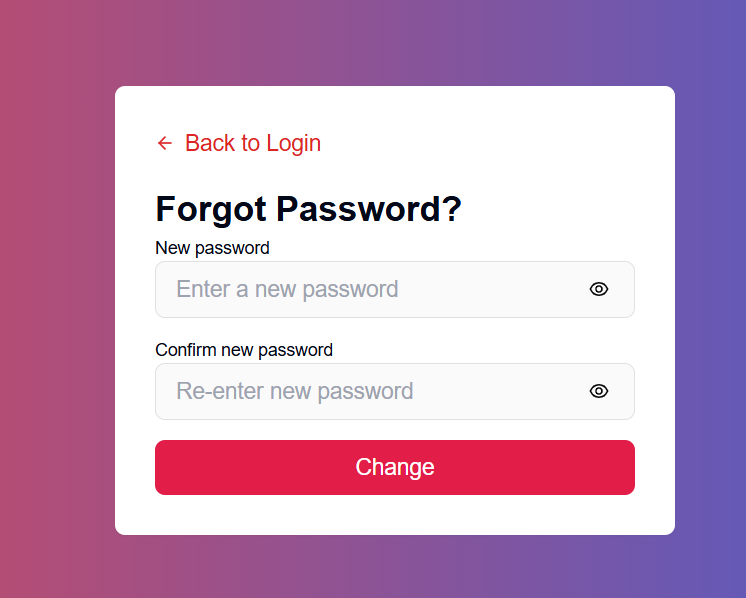 Back to Login
Forgot Password?
New password
Enter a new password
Confirm new password
Re-enter new password
Change